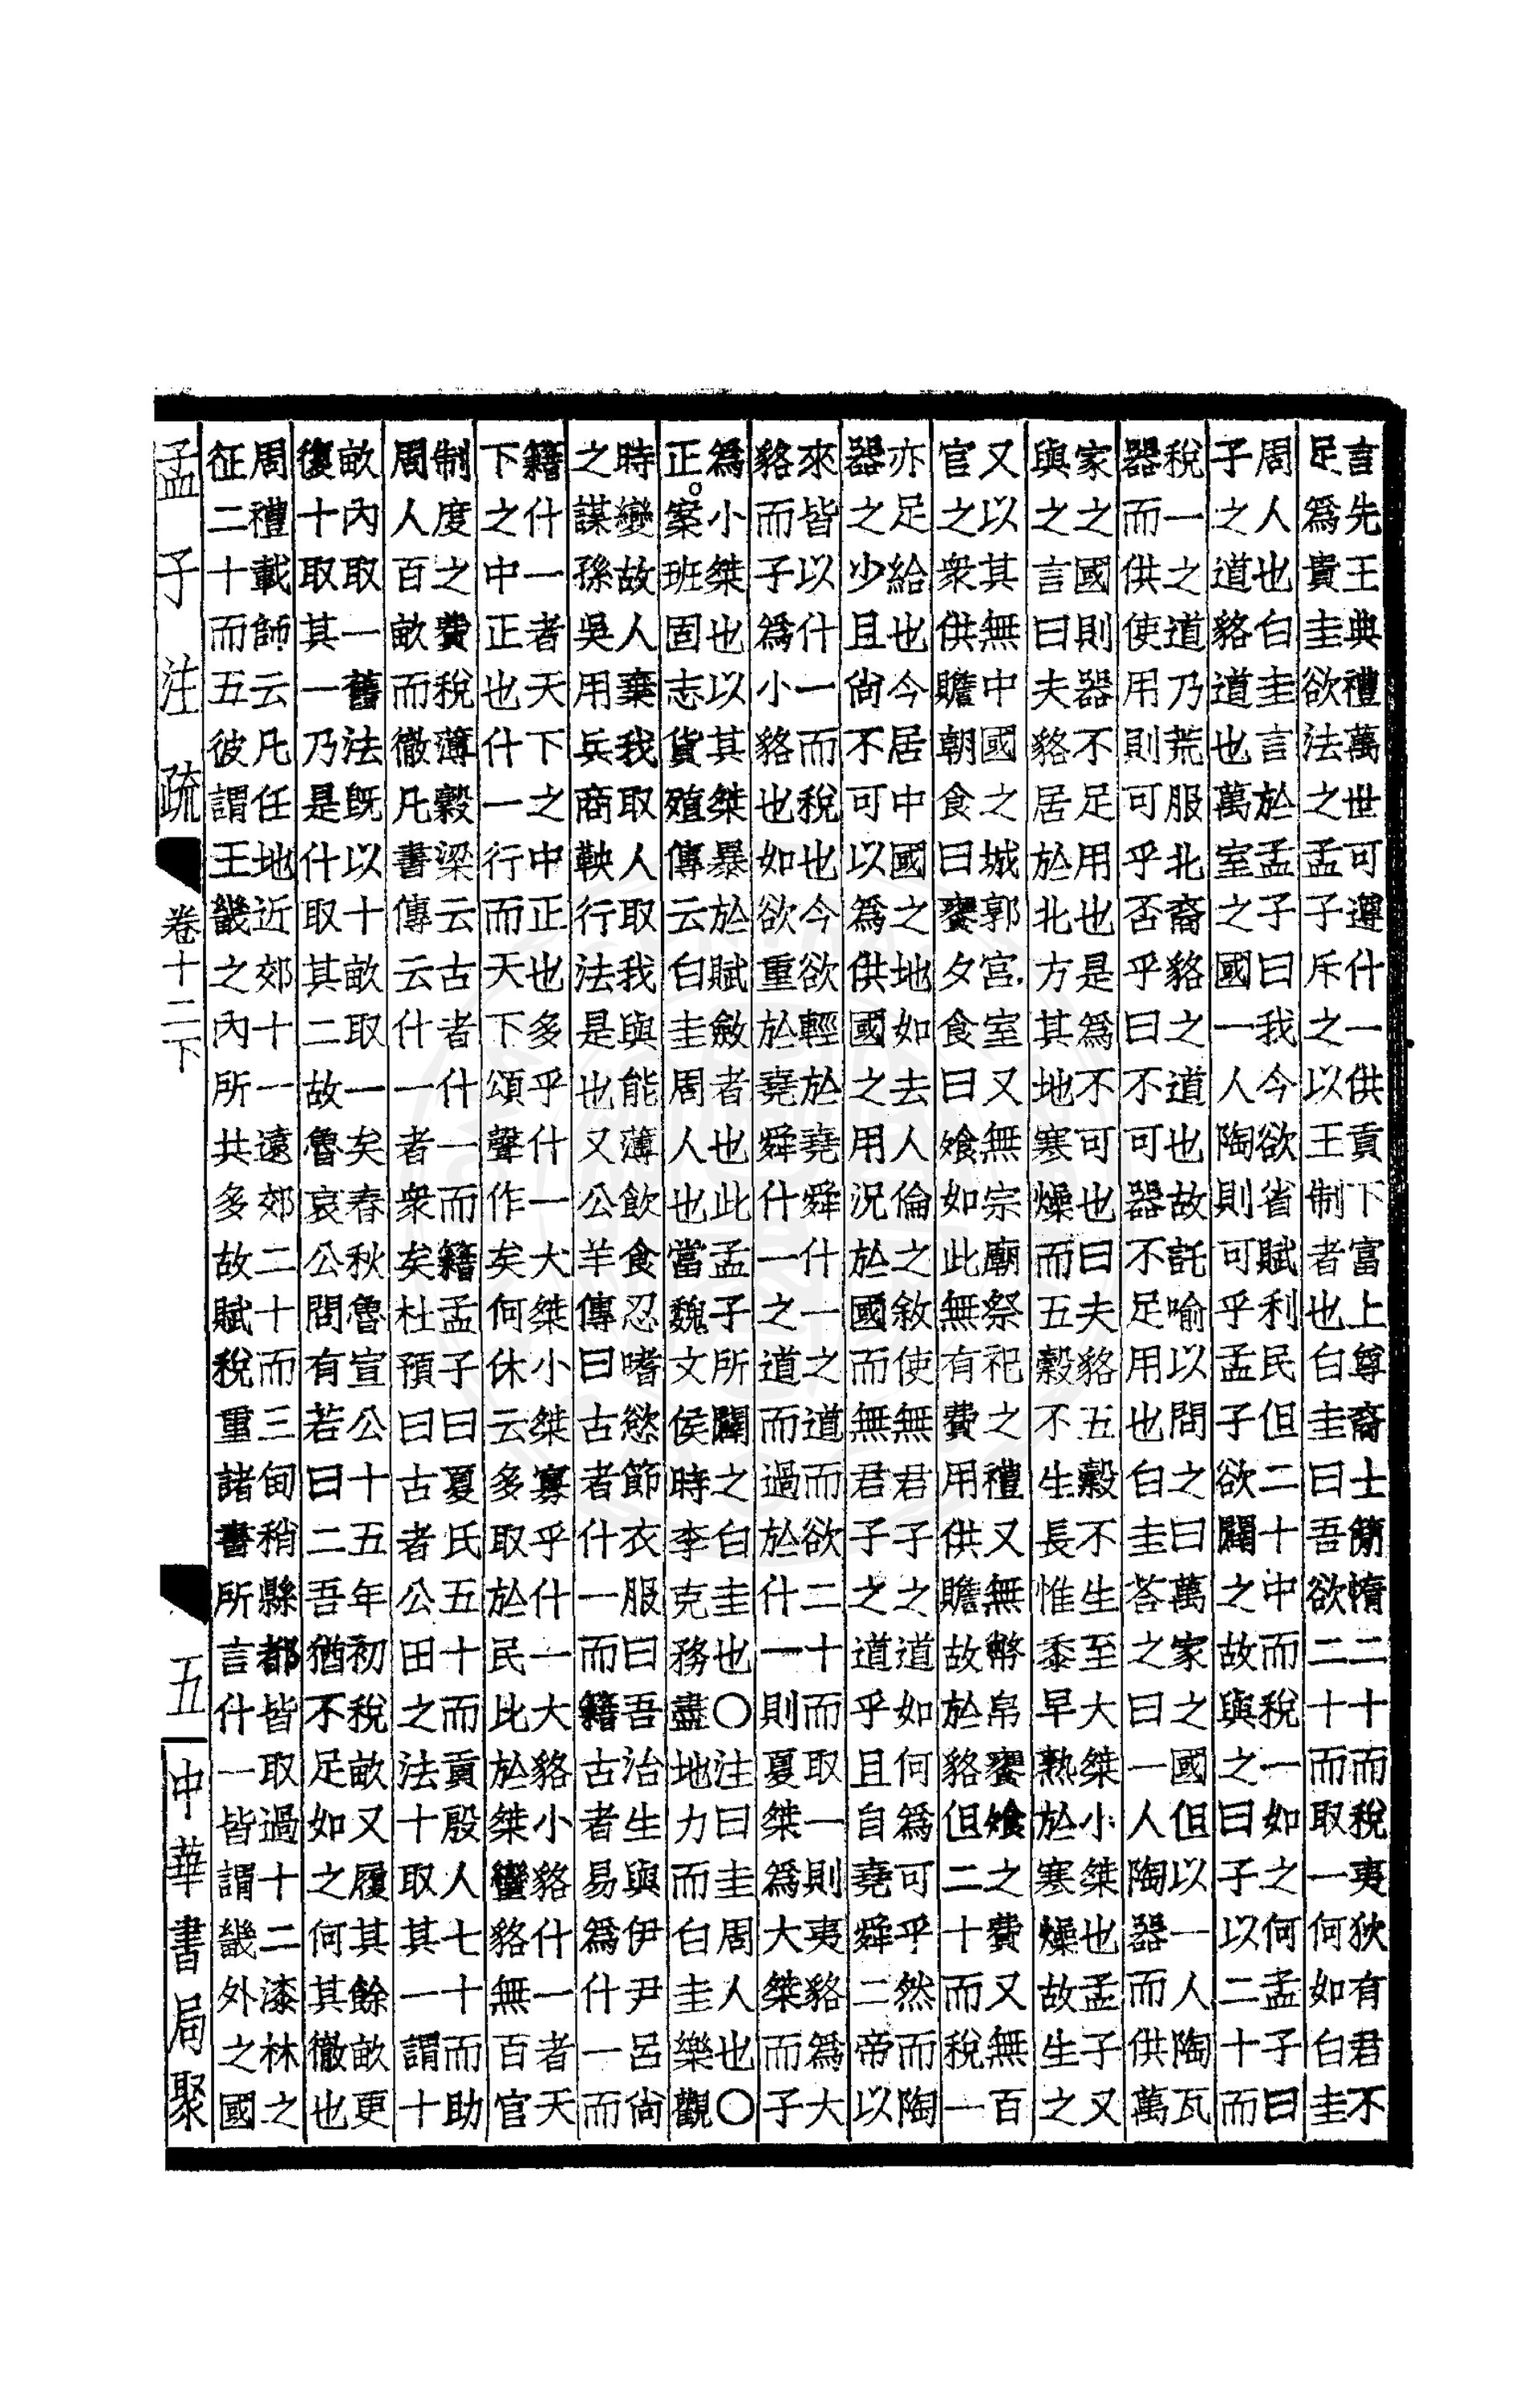 言先王典禮萬世可遵什一供貢下富上尊裔士簡惰二十而稅夷狄有君不
足爲貴圭欲法之孟子斥之以王制者也白圭曰吾欲二十而取一何如白圭
周人也白圭言於孟子曰我今欲省賦利民但二十中而稅一如之何孟子曰
子之道貉道也萬室之國一人陶則可乎孟子欲闢之故與之曰子以二十而
稅一之道乃荒服北裔貉之道也故託喻以問之曰萬家之國但以一人陶瓦
器而供使用則可乎否乎曰不可器不足用也白圭荅之曰一人陶器而供萬
家之國則器不足用也是爲不可也曰夫貉五穀不生至大桀小桀也孟子又
與之言曰夫貉居於北方其地寒燥而五穀不生長惟黍早熟於寒燥故生之
又以其無中國之城郭宮室又無宗廟祭祀之禮又無幣帛饔飧之費又無百
官之衆供贍朝食曰饔夕食曰飧如此無有費用供贍故於貉但二十而稅一
亦足給也今居中國之地如去人倫之敘使無君子之道如何爲可乎然而陶
器之少且尙不可以爲供國之用況於國而無君子之道乎且自堯舜二帝以
來皆以什一而稅也今欲輕於堯舜什一之道而欲二十而取一則夷貉爲大
貉而子爲小貉也如欲重於堯舜什一之道而過於什一則夏桀爲大桀而子
爲小桀也以其桀暴於賦斂者也此孟子所闢之白圭也〇注曰圭周人也〇
正。案班固志貨殖傳云白圭周人也當魏文侯時李克務盡地力而白圭樂觀
時變故人棄我取人取我與能薄飮食忍嗜慾節衣服曰吾治生與伊尹呂尙
之謀孫吳用兵商鞅行法是也又公羊傳曰古者什一而籍古者易爲什一而
籍什一者天下之中正也多乎什一大桀小桀寡乎什一大貉小貉什一者天
下之中正也什一行而天下頌聲作矣何休云多取於民比於桀蠻貉無百官
制度之費稅薄穀梁云古者什一而籍孟子曰夏氏五十而貢殷人七十而助
周人百畝而徹凡書傳云什一者衆矣杜預曰古者公田之法十取其一謂十
畝內取一舊法旣以十畝取一矣春秋魯宣公十五年初稅畝又履其餘畝更
復十取其一乃是什取其二故魯哀公問有若曰二吾猶不足如之何其徹也
周禮載師云凡任地近郊十一遠郊二十而三甸稍縣都皆取過十二漆林之
征二十而五彼謂王畿之內所共多故賦稅重諸書所言什一皆謂畿外之國
孟子注疏 卷十二下 五 中華書局聚